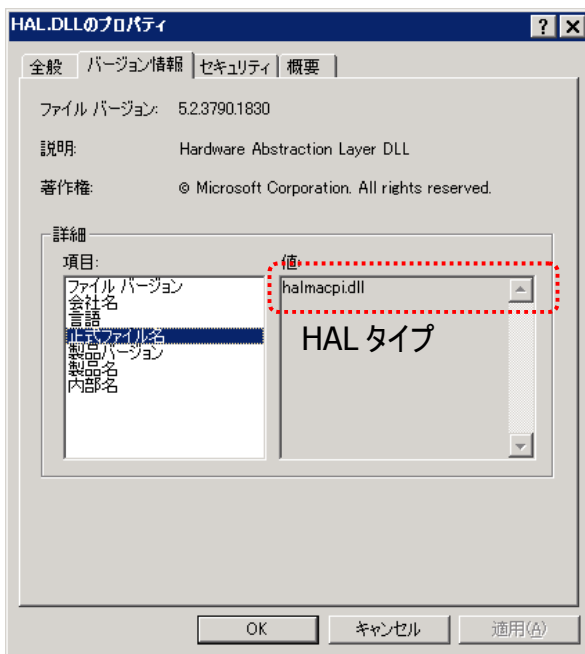 HAL.DLLのプロパティ
全般 バージョン情報 セキュリティ 概要
ファイル バージョン: 5.2.3790.1830
説明: Hardware Abstraction Layer DLL
著作権: © Microsoft Corporation. All rights reserved.
詳細
項目: 値:
ファイル バージョン
会社名
言語
正式ファイル名
製品バージョン
製品名
内部名
halmacpi.dll
HAL タイプ
OK キャンセル 適用(A)